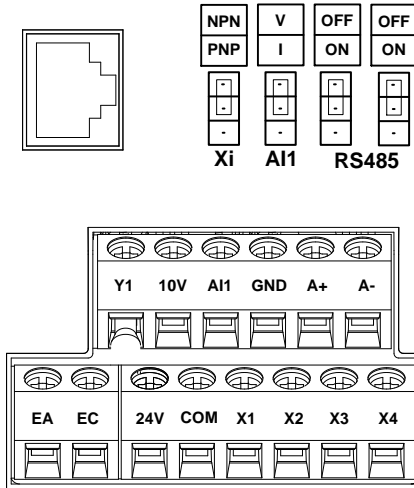 NPN V OFF OFF
PNP I ON ON
Xi AI1 RS485
Y1 10V AI1 GND A+ A-
EA EC 24V COM X1 X2 X3 X4